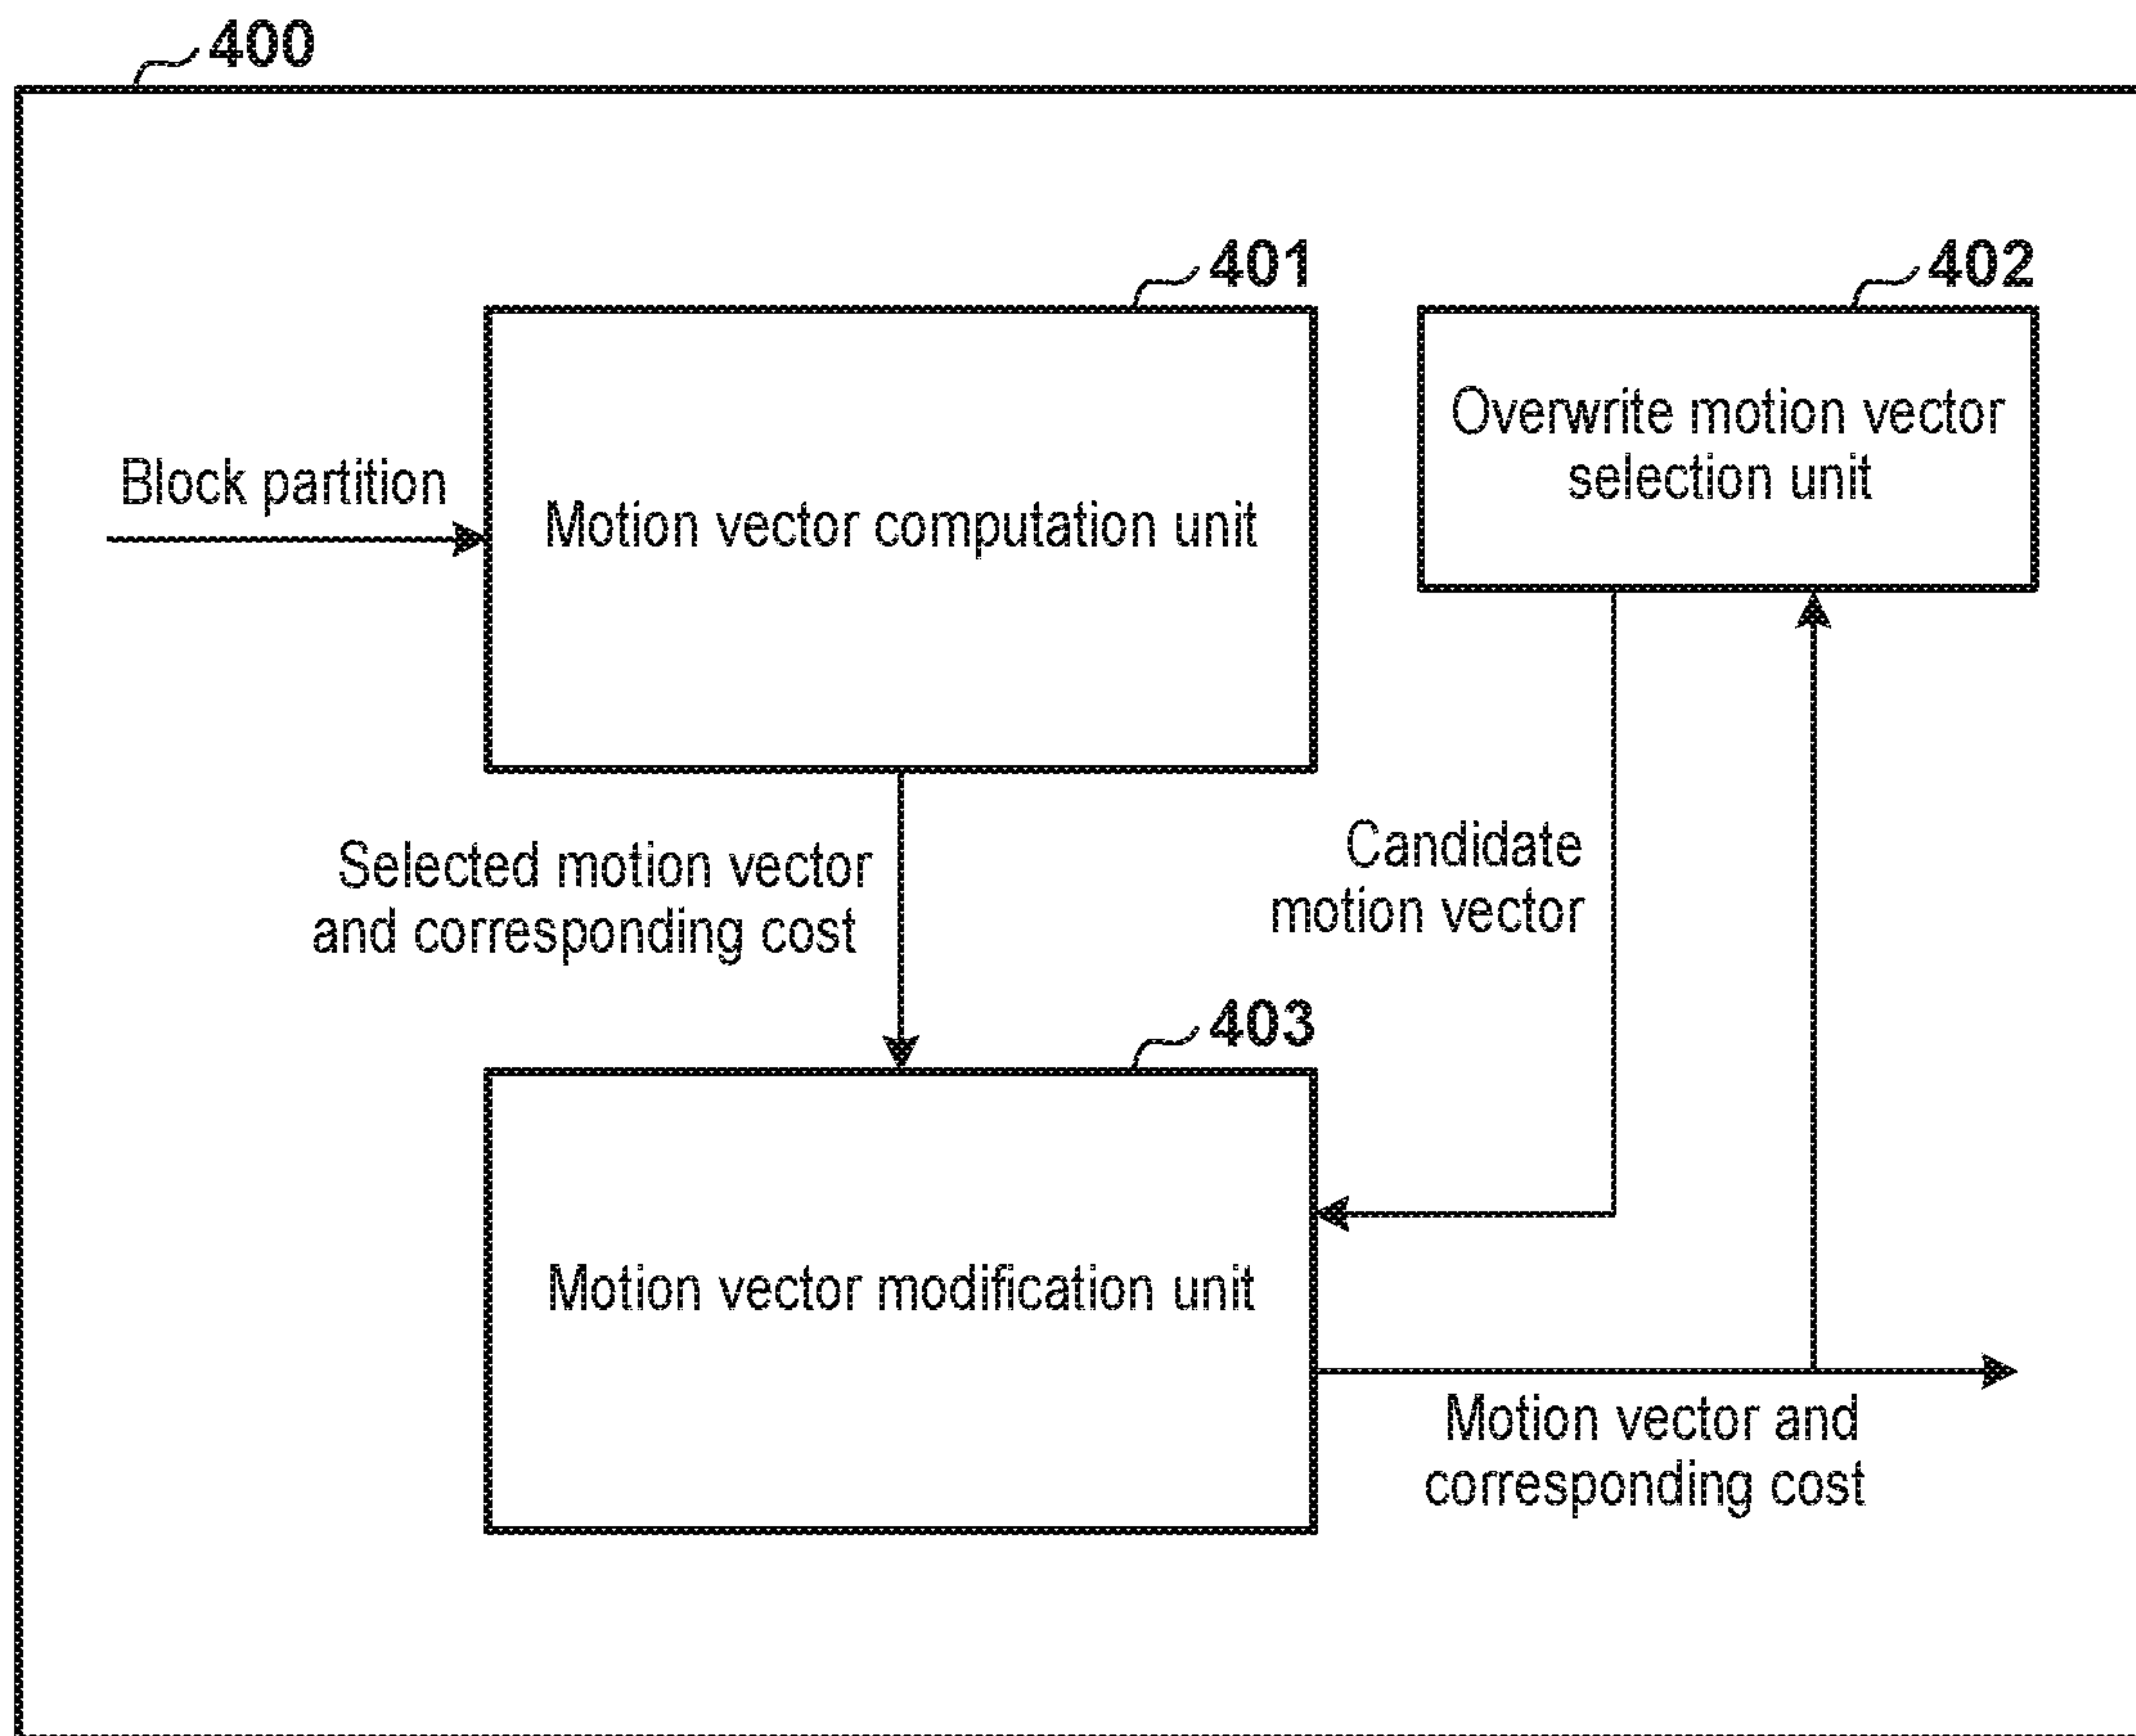 400
401
402
Overwrite motion vector
selection unit
Block partition
Motion vector computation unit
Selected motion vector
and corresponding cost
Candidate
motion vector
403
Motion vector modification unit
Motion vector and
corresponding cost